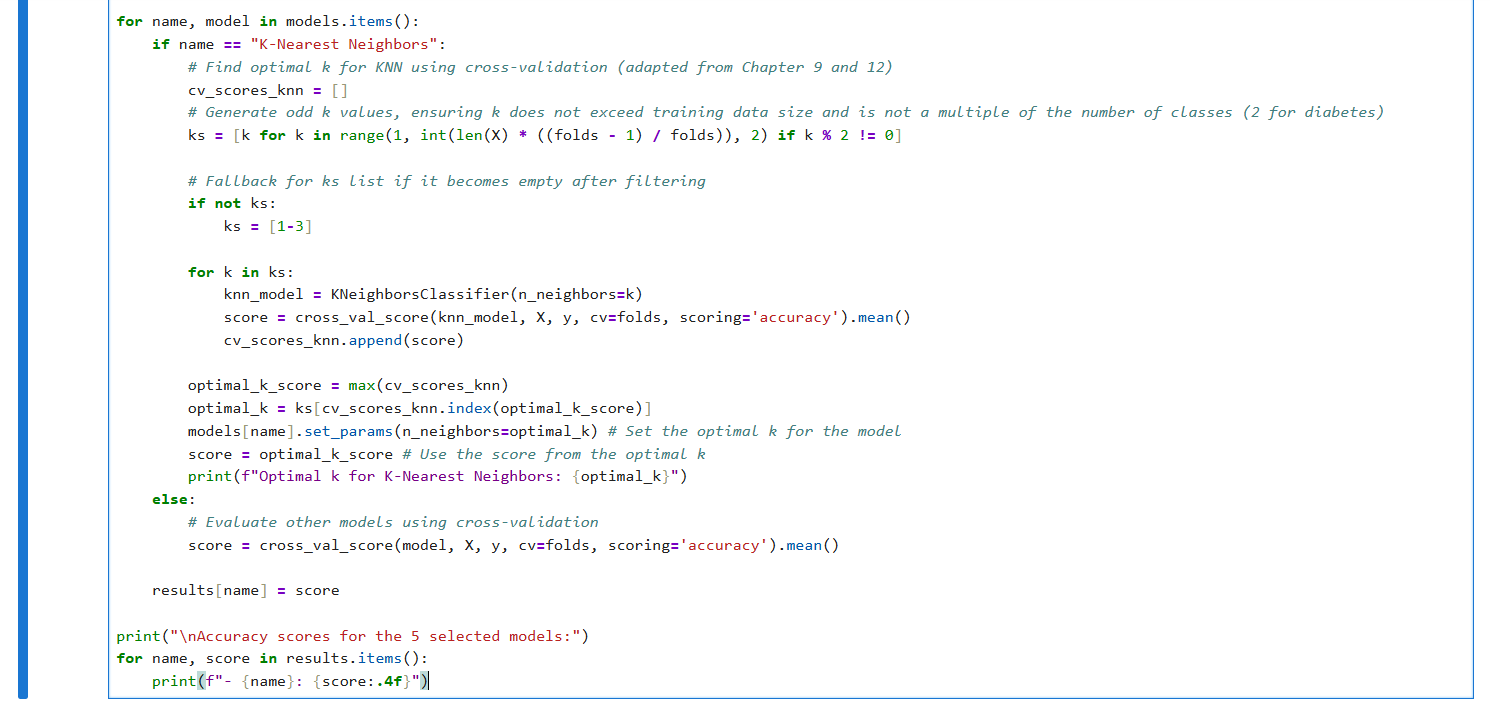 for name, model in models.items():
    if name == "K-Nearest Neighbors":
        # Find optimal k for KNN using cross-validation (adapted from Chapter 9 and 12)
        cv_scores_knn = []
        # Generate odd k values, ensuring k does not exceed training data size and is not a multiple of the number of classes (2 for diabetes)
        ks = [k for k in range(1, int(len(X) * ((folds - 1) / folds)), 2) if k % 2 != 0]

        # Fallback for ks list if it becomes empty after filtering
        if not ks:
            ks = [1-3]

        for k in ks:
            knn_model = KNeighborsClassifier(n_neighbors=k)
            score = cross_val_score(knn_model, X, y, cv=folds, scoring='accuracy').mean()
            cv_scores_knn.append(score)

        optimal_k_score = max(cv_scores_knn)
        optimal_k = ks[cv_scores_knn.index(optimal_k_score)]
        models[name].set_params(n_neighbors=optimal_k) # Set the optimal k for the model
        score = optimal_k_score # Use the score from the optimal k
        print(f"Optimal k for K-Nearest Neighbors: {optimal_k}")
    else:
        # Evaluate other models using cross-validation
        score = cross_val_score(model, X, y, cv=folds, scoring='accuracy').mean()

    results[name] = score

print("\nAccuracy scores for the 5 selected models:")
for name, score in results.items():
    print(f"- {name}: {score:.4f}")